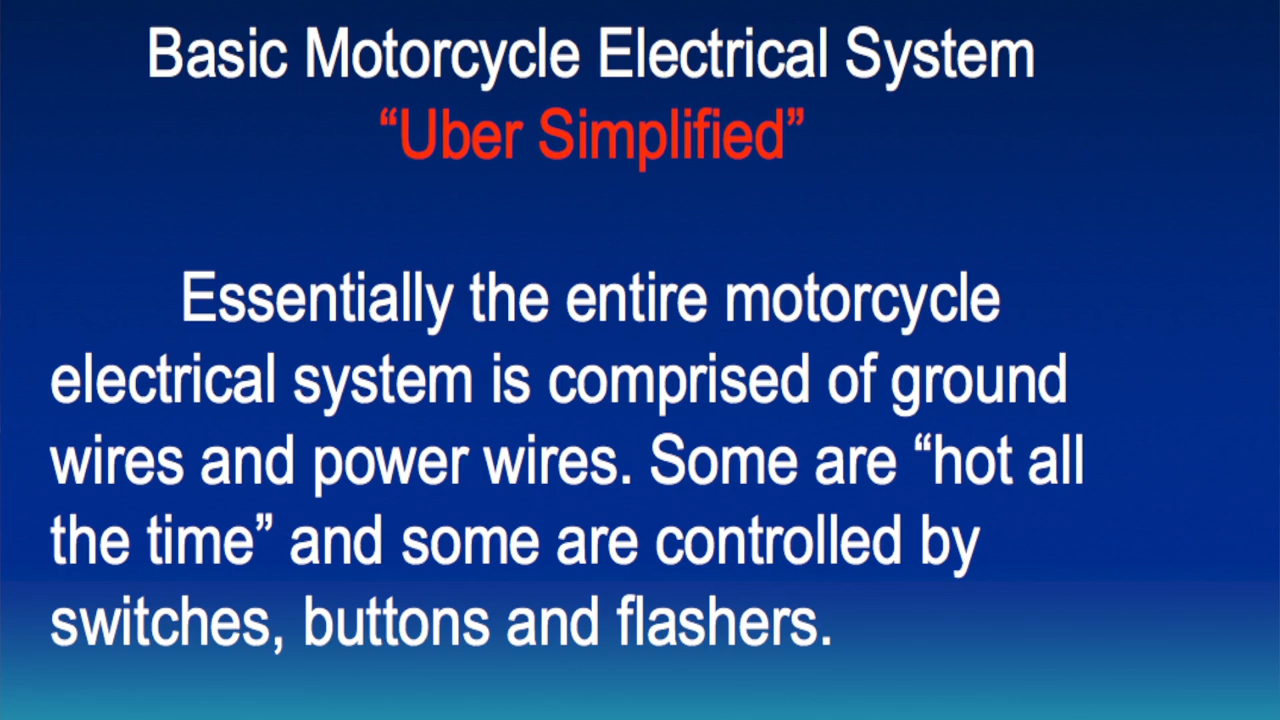 Basic Motorcycle Electrical System
“Uber Simplified”
Essentially the entire motorcycle
electrical system is comprised of ground
wires and power wires. Some are “hot all
the time” and some are controlled by
switches, buttons and flashers.